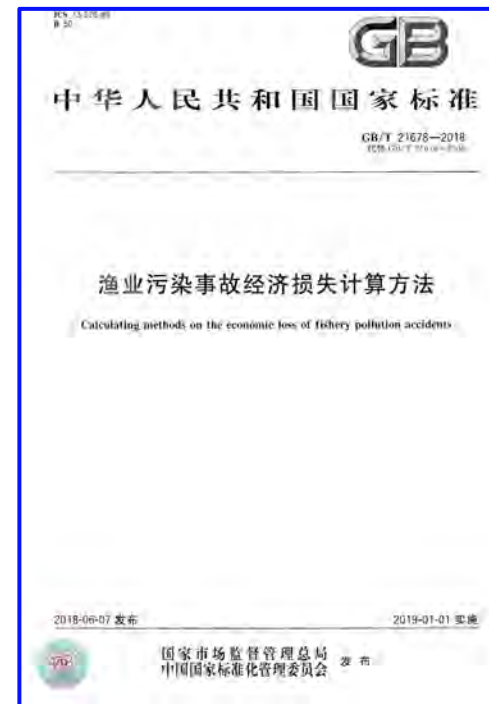 B 50
GB
中华人民共和国国家标准
GB/T 21678—2018
渔业污染事故经济损失计算方法
Calculating methods on the economic loss of fishery pollution accidents
2018-06-07 发布
2019-01-01 实施
国家市场监督管理总局
中国国家标准化管理委员会
发布